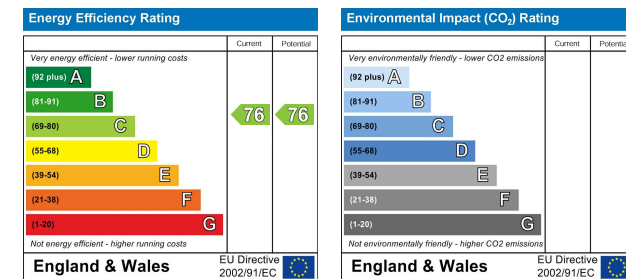 Energy Efficiency Rating
Current Potential
Very energy efficient - lower running costs
(92 plus) A
(81-91) B
(69-80) C
76 76
(55-68) D
(39-54) E
(21-38) F
(1-20) G
Not energy efficient - higher running costs
England & Wales
EU Directive
2002/91/EC
Environmental Impact (CO₂) Rating
Current Potential
Very environmentally friendly - lower CO2 emissions
(92 plus) A
(81-91) B
(69-80) C
(55-68) D
(39-54) E
(21-38) F
(1-20) G
Not environmentally friendly - higher CO2 emissions
England & Wales
EU Directive
2002/91/EC